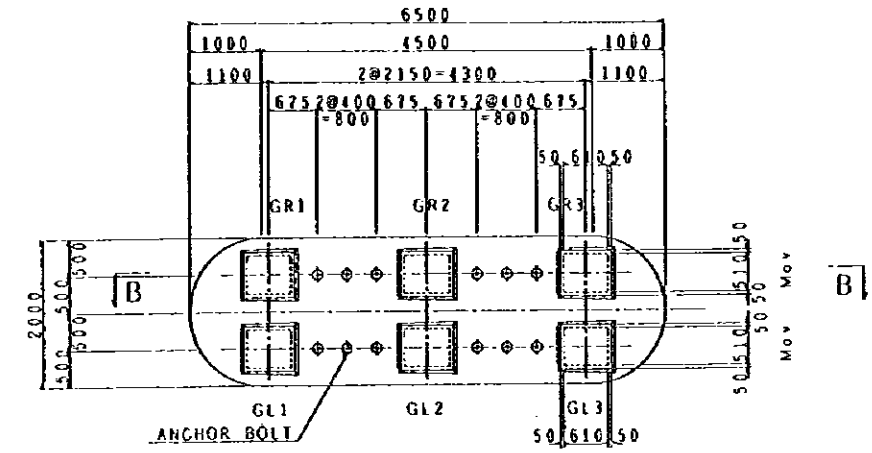 6500
1000 4500 1000
1100 2@2150=4300 1100
675 2@400 675 675 2@400 675
=800 =800
50 610 50
GR1 GR2 GR3
2000
500 500 500 500
B B
50 510 50
Mov
50 510 50
Mov
GL1 GL2 GL3
ANCHOR BOLT
50 610 50